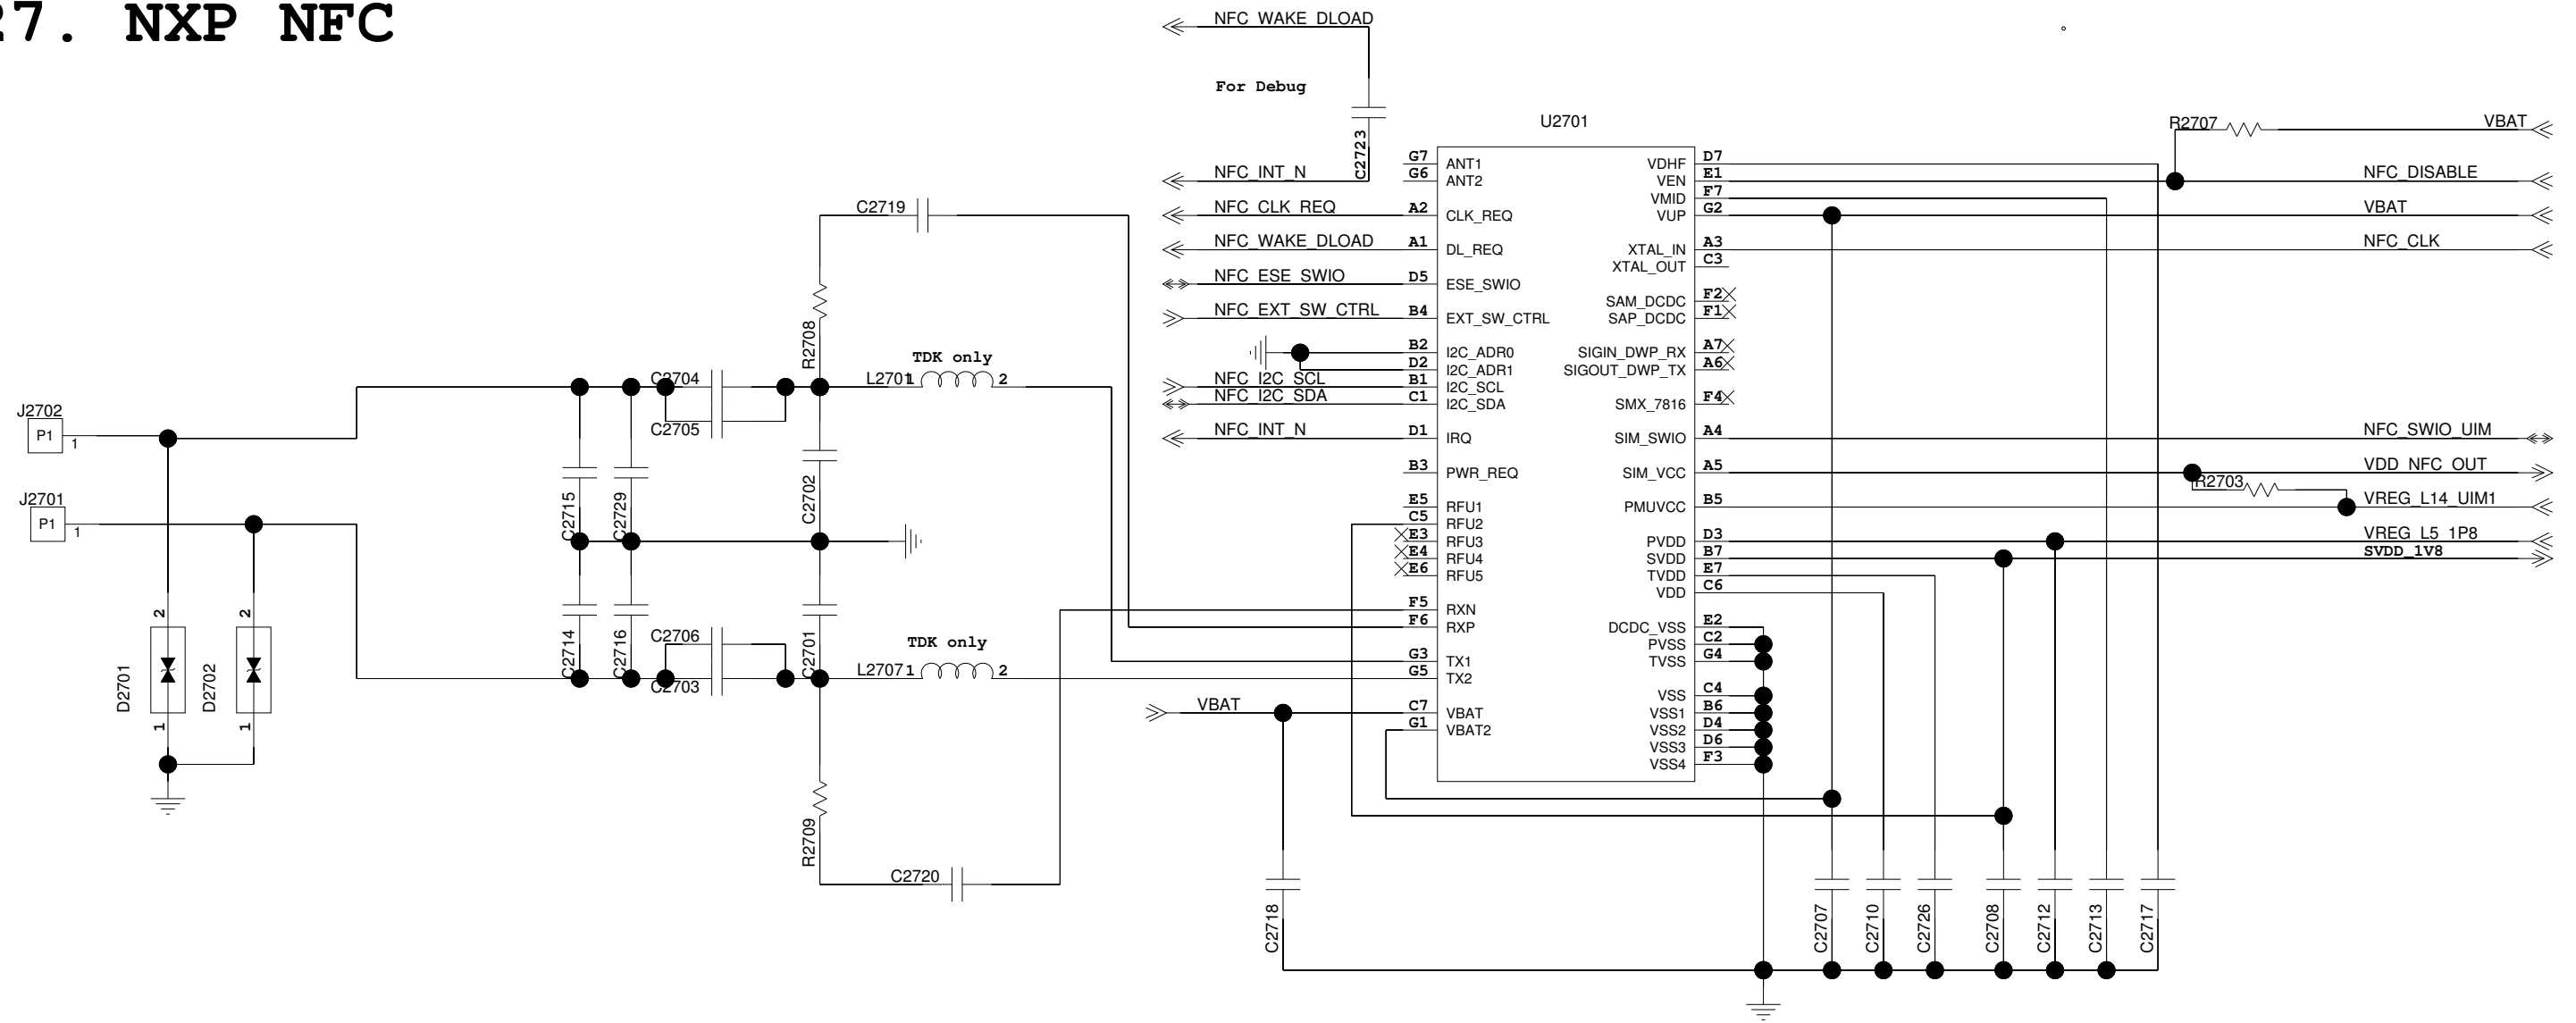 27. NXP NFC
NFC_WAKE_DLOAD
For Debug
C2723
U2701
R2707
VBAT
NFC_INT_N
G7 ANT1
G6 ANT2
VDHF D7
VEN E1
NFC_DISABLE
VMID F7
C2719
NFC_CLK_REQ
A2 CLK_REQ
VUP G2
VBAT
NFC_WAKE_DLOAD
A1 DL_REQ
XTAL_IN A3
NFC_CLK
XTAL_OUT C3
NFC_ESE_SWIO
D5 ESE_SWIO
SAM_DCDC F2
NFC_EXT_SW_CTRL
B4 EXT_SW_CTRL
SAP_DCDC F1
R2708
TDK only
B2 I2C_ADR0
SIGIN_DWP_RX A7
D2 I2C_ADR1
SIGOUT_DWP_TX A6
C2704
L2701 1 2
NFC_I2C_SCL
B1 I2C_SCL
NFC_I2C_SDA
C1 I2C_SDA
SMX_7816 F4
J2702
P1 1
C2705
NFC_INT_N
D1 IRQ
SIM_SWIO A4
NFC_SWIO_UIM
B3 PWR_REQ
SIM_VCC A5
VDD_NFC_OUT
R2703
J2701
P1 1
C2715
C2729
C2702
E5 RFU1
PMUVCC B5
VREG_L14_UIM1
C5 RFU2
E3 RFU3
PVDD D3
VREG_L5_1P8
E4 RFU4
SVDD B7
SVDD_1V8
E6 RFU5
TVDD E7
VDD C6
2
2
F5 RXN
F6 RXP
DCDC_VSS E2
C2714
C2716
C2706
C2701
TDK only
PVSS C2
G3 TX1
TVSS G4
D2701
D2702
C2703
L2707 1 2
G5 TX2
VSS C4
1
1
VBAT
C7 VBAT
VSS1 B6
G1 VBAT2
VSS2 D4
VSS3 D6
VSS4 F3
R2709
C2720
C2718
C2707
C2710
C2726
C2708
C2712
C2713
C2717